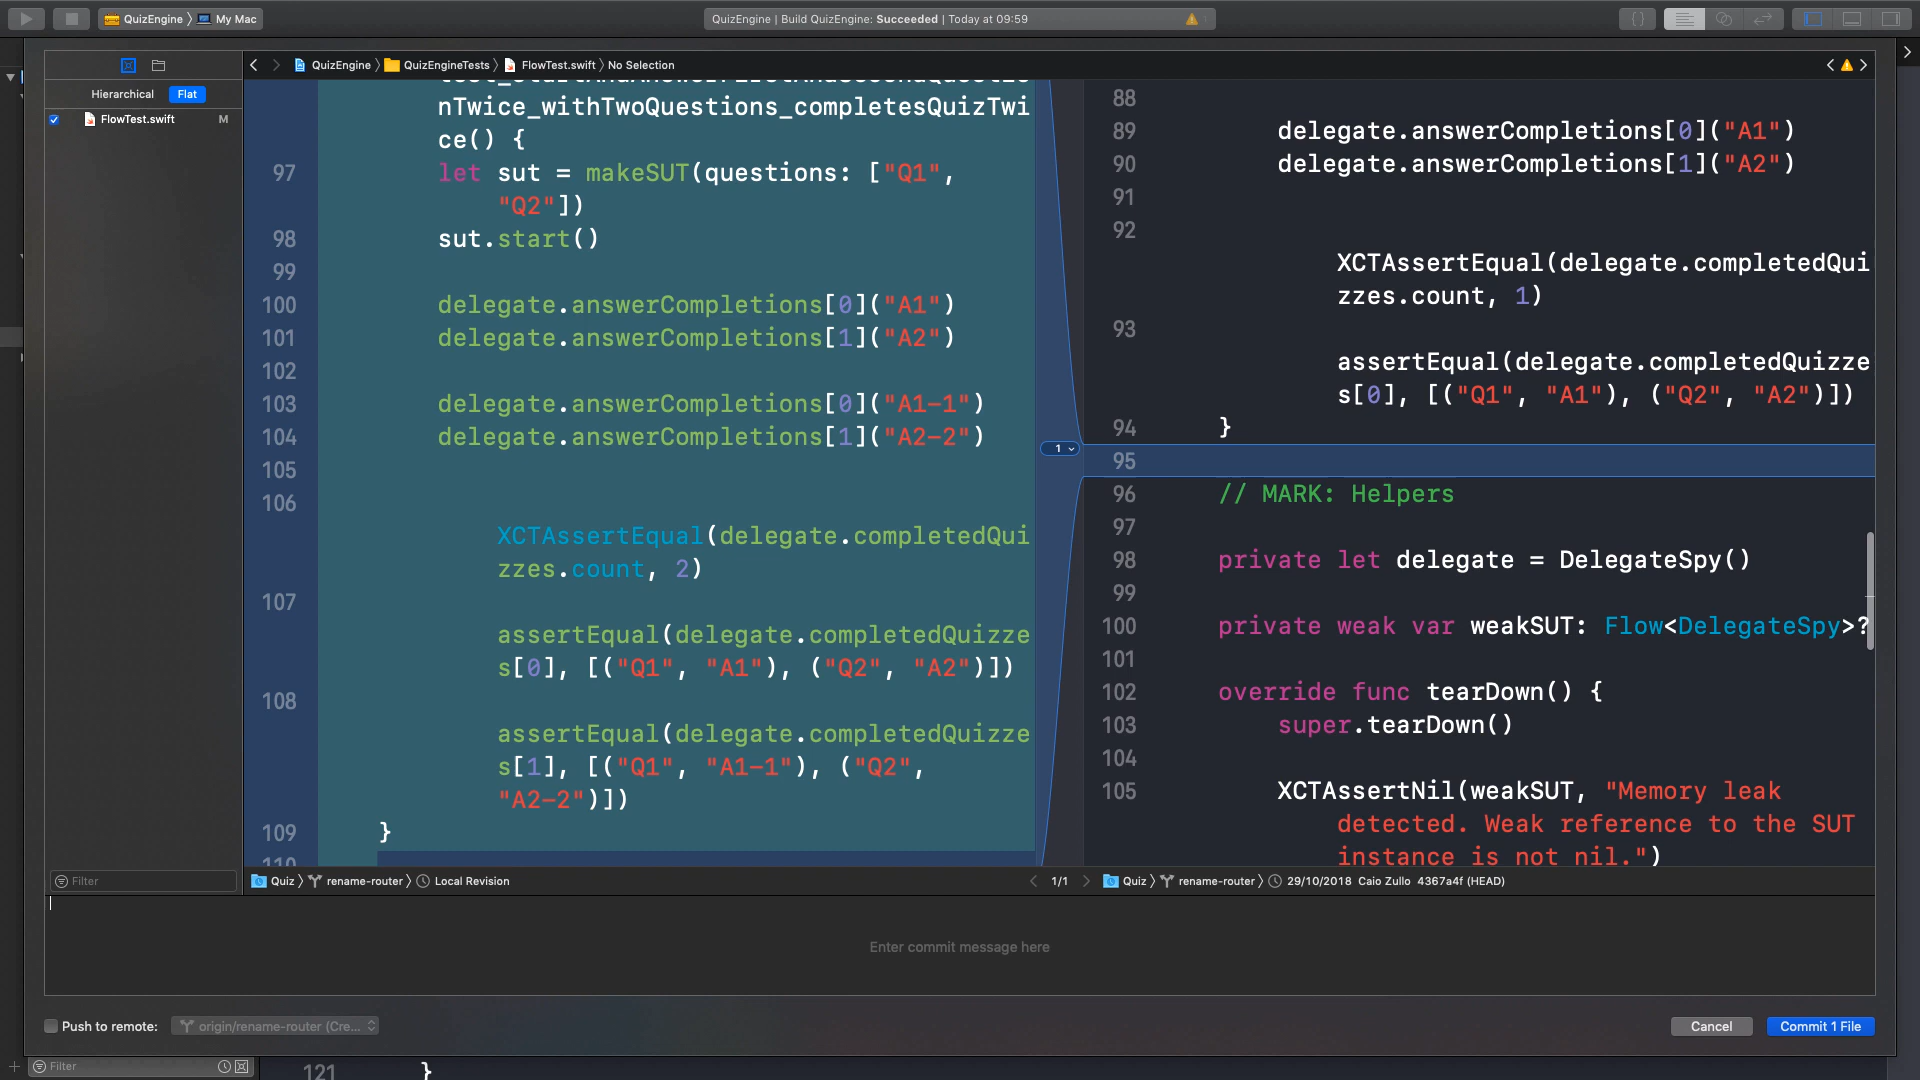 QuizEngine 〉 My Mac
QuizEngine | Build QuizEngine: Succeeded | Today at 09:59
{}
QuizEngine 〉 QuizEngineTests 〉 FlowTest.swift 〉 No Selection
Hierarchical Flat
FlowTest.swift M
nTwice_withTwoQuestions_completesQuizTwi
ce() {
97 let sut = makeSUT(questions: ["Q1",
"Q2"])
98 sut.start()
99
100 delegate.answerCompletions[0]("A1")
101 delegate.answerCompletions[1]("A2")
102
103 delegate.answerCompletions[0]("A1-1")
104 delegate.answerCompletions[1]("A2-2")
105
106
XCTAssertEqual(delegate.completedQui
zzes.count, 2)
107
assertEqual(delegate.completedQuizze
s[0], [("Q1", "A1"), ("Q2", "A2")])
108
assertEqual(delegate.completedQuizze
s[1], [("Q1", "A1-1"), ("Q2",
"A2-2")])
109 }
110
1
88
89 delegate.answerCompletions[0]("A1")
90 delegate.answerCompletions[1]("A2")
91
92
XCTAssertEqual(delegate.completedQui
zzes.count, 1)
93
assertEqual(delegate.completedQuizze
s[0], [("Q1", "A1"), ("Q2", "A2")])
94 }
95
96 // MARK: Helpers
97
98 private let delegate = DelegateSpy()
99
100 private weak var weakSUT: Flow<DelegateSpy>?
101
102 override func tearDown() {
103 super.tearDown()
104
105 XCTAssertNil(weakSUT, "Memory leak
detected. Weak reference to the SUT
instance is not nil.")
Filter
Quiz 〉 rename-router 〉 Local Revision
1/1
Quiz 〉 rename-router 〉 29/10/2018 Caio Zullo 4367a4f (HEAD)
Enter commit message here
Push to remote: origin/rename-router (Cre...
Cancel
Commit 1 File
Filter
121 }